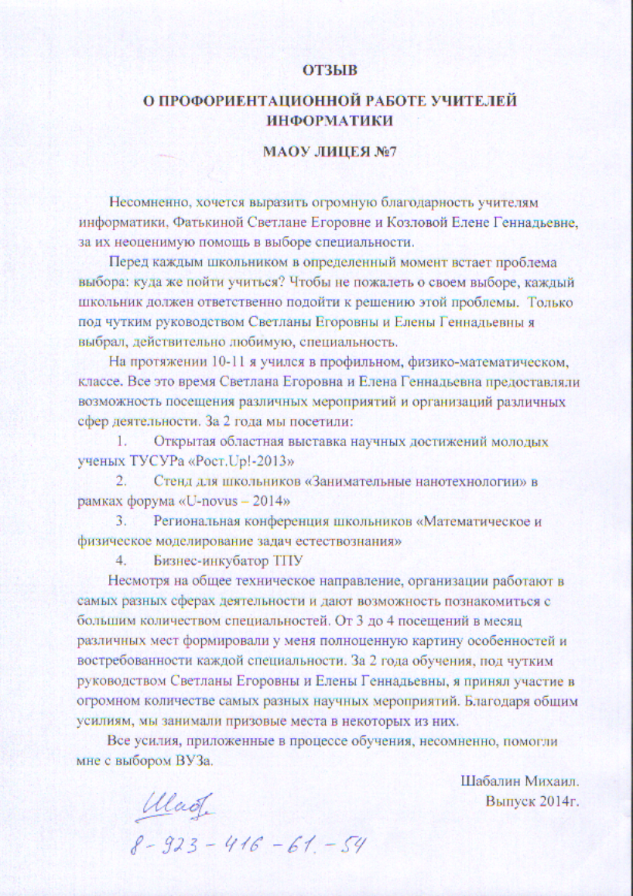 ОТЗЫВ
О ПРОФОРИЕНТАЦИОННОЙ РАБОТЕ УЧИТЕЛЕЙ
ИНФОРМАТИКИ
МАОУ ЛИЦЕЯ №7
Несомненно, хочется выразить огромную благодарность учителям
информатики, Фатькиной Светлане Егоровне и Козловой Елене Геннадьевне,
за их неоценимую помощь в выборе специальности.
Перед каждым школьником в определенный момент встает проблема
выбора: куда же пойти учиться? Чтобы не пожалеть о своем выборе, каждый
школьник должен ответственно подойти к решению этой проблемы. Только
под чутким руководством Светланы Егоровны и Елены Геннадьевны я
выбрал, действительно любимую, специальность.
На протяжении 10-11 я учился в профильном, физико-математическом,
классе. Все это время Светлана Егоровна и Елена Геннадьевна предоставляли
возможность посещения различных мероприятий и организаций различных
сфер деятельности. За 2 года мы посетили:
1. Открытая областная выставка научных достижений молодых
ученых ТУСУРа «Рост.Up!-2013»
2. Стенд для школьников «Занимательные нанотехнологии» в
рамках форума «U-novus – 2014»
3. Региональная конференция школьников «Математическое и
физическое моделирование задач естествознания»
4. Бизнес-инкубатор ТПУ
Несмотря на общее техническое направление, организации работают в
самых разных сферах деятельности и дают возможность познакомиться с
большим количеством специальностей. От 3 до 4 посещений в месяц
различных мест формировали у меня полноценную картину особенностей и
востребованности каждой специальности. За 2 года обучения, под чутким
руководством Светланы Егоровны и Елены Геннадьевны, я принял участие в
огромном количестве самых разных научных мероприятий. Благодаря общим
усилиям, мы занимали призовые места в некоторых из них.
Все усилия, приложенные в процессе обучения, несомненно, помогли
мне с выбором ВУЗа.
Шабалин Михаил.
Выпуск 2014г.
8-923-416-61.-54